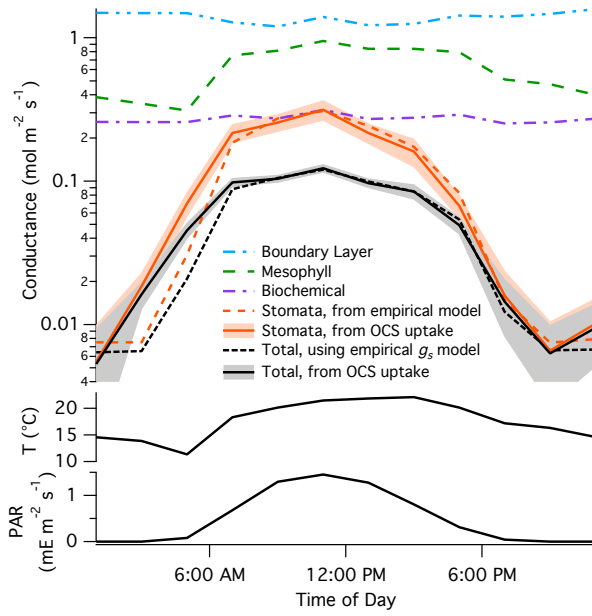 Conductance (mol m⁻² s⁻¹)
1
8
6
4
2
0.1
8
6
4
2
0.01
8
6
4
Boundary Layer
Mesophyll
Biochemical
Stomata, from empirical model
Stomata, from OCS uptake
Total, using empirical gs model
Total, from OCS uptake
T (°C)
20
15
10
PAR
(mE m⁻² s⁻¹)
1
0
6:00 AM 12:00 PM 6:00 PM
Time of Day